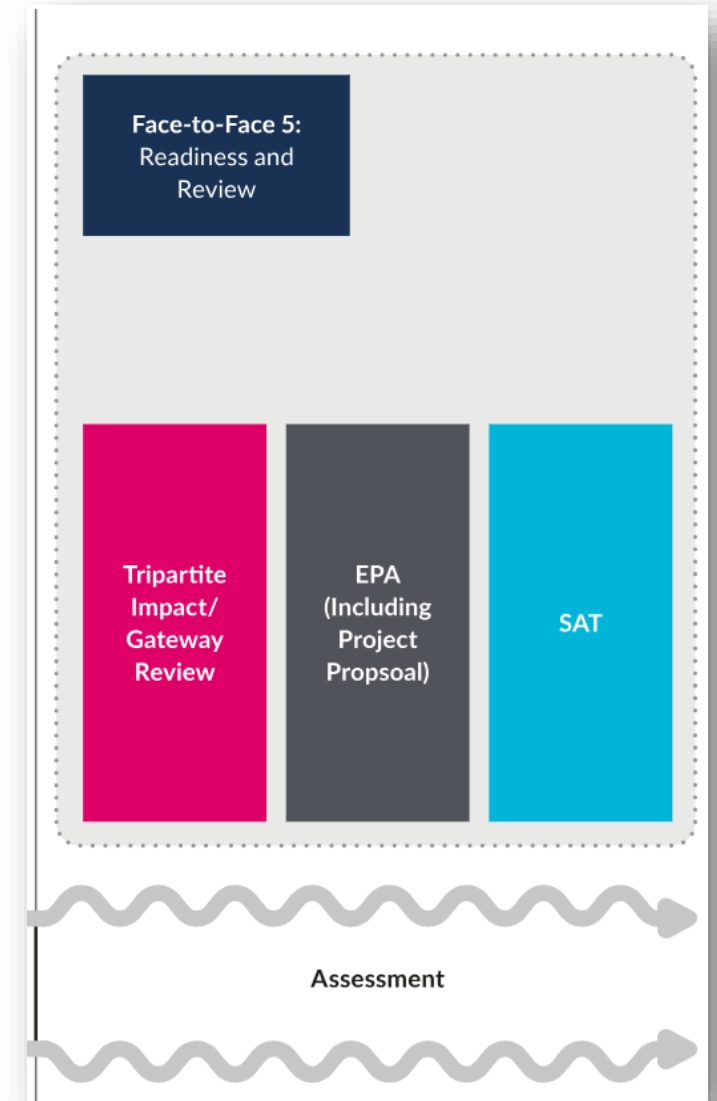 Face-to-Face 5:
Readiness and
Review
Tripartite
Impact/
Gateway
Review
EPA
(Including
Project
Propsoal)
SAT
Assessment